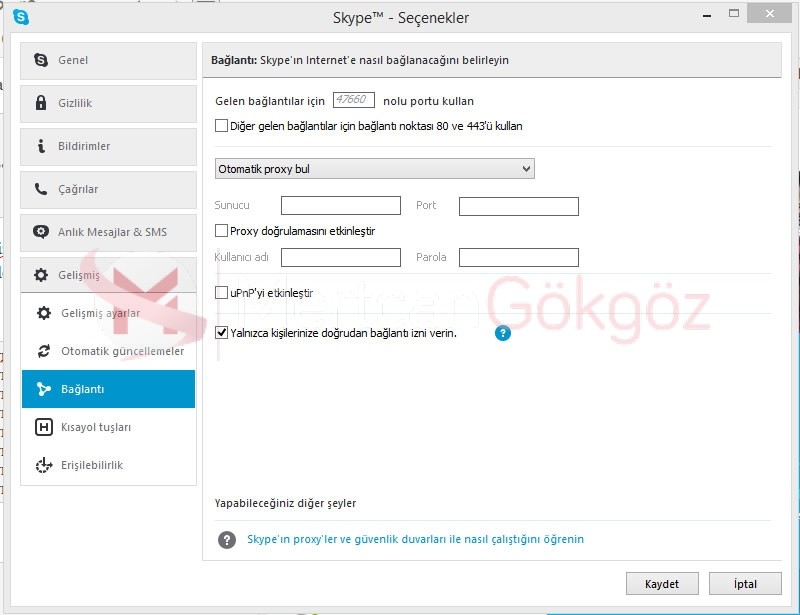 Skype™ - Seçenekler
Genel
Gizlilik
Bildirimler
Çağrılar
Anlık Mesajlar & SMS
Gelişmiş
Gelişmiş ayarlar
Otomatik güncellemeler
Bağlantı
Kısayol tuşları
Erişilebilirlik
Bağlantı: Skype'ın Internet'e nasıl bağlanacağını belirleyin
Gelen bağlantılar için 47660 nolu portu kullan
Diğer gelen bağlantılar için bağlantı noktası 80 ve 443'ü kullan
Otomatik proxy bul
Sunucu Port
Proxy doğrulamasını etkinleştir
Kullanıcı adı Parola
uPnP'yi etkinleştir
Yalnızca kişilerinize doğrudan bağlantı izni verin.
MertcanGökgöz
Yapabileceğiniz diğer şeyler
Skype'ın proxy'ler ve güvenlik duvarları ile nasıl çalıştığını öğrenin
Kaydet İptal